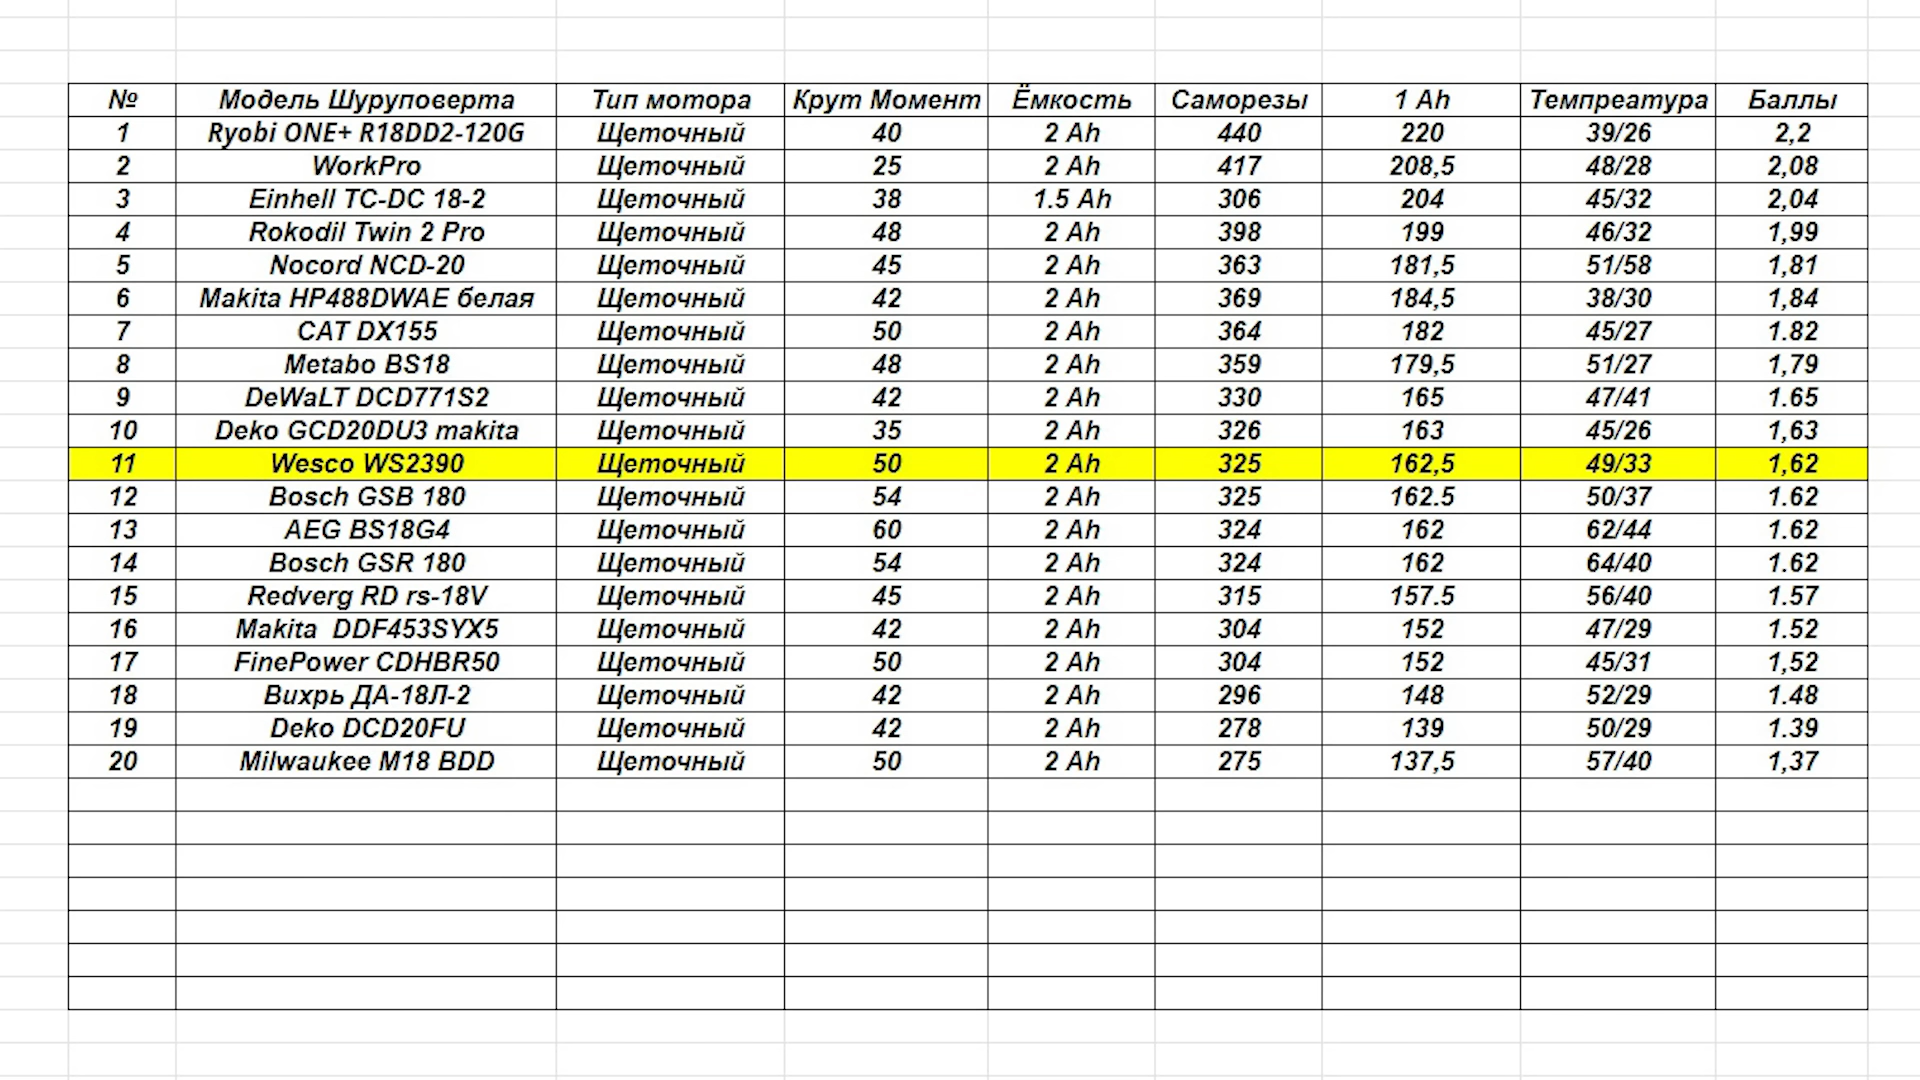 № Модель Шуруповерта Тип мотора Крут Момент Ёмкость Саморезы 1 Ah Темпреатура Баллы
1 Ryobi ONE+ R18DD2-120G Щеточный 40 2 Ah 440 220 39/26 2,2
2 WorkPro Щеточный 25 2 Ah 417 208,5 48/28 2,08
3 Einhell TC-DC 18-2 Щеточный 38 1.5 Ah 306 204 45/32 2,04
4 Rokodil Twin 2 Pro Щеточный 48 2 Ah 398 199 46/32 1,99
5 Nocord NCD-20 Щеточный 45 2 Ah 363 181,5 51/58 1,81
6 Makita HP488DWAE белая Щеточный 42 2 Ah 369 184,5 38/30 1,84
7 CAT DX155 Щеточный 50 2 Ah 364 182 45/27 1.82
8 Metabo BS18 Щеточный 48 2 Ah 359 179,5 51/27 1,79
9 DeWaLT DCD771S2 Щеточный 42 2 Ah 330 165 47/41 1.65
10 Deko GCD20DU3 makita Щеточный 35 2 Ah 326 163 45/26 1,63
11 Wesco WS2390 Щеточный 50 2 Ah 325 162,5 49/33 1,62
12 Bosch GSB 180 Щеточный 54 2 Ah 325 162.5 50/37 1.62
13 AEG BS18G4 Щеточный 60 2 Ah 324 162 62/44 1.62
14 Bosch GSR 180 Щеточный 54 2 Ah 324 162 64/40 1.62
15 Redverg RD rs-18V Щеточный 45 2 Ah 315 157.5 56/40 1.57
16 Makita DDF453SYX5 Щеточный 42 2 Ah 304 152 47/29 1.52
17 FinePower CDHBR50 Щеточный 50 2 Ah 304 152 45/31 1,52
18 Вихрь ДА-18Л-2 Щеточный 42 2 Ah 296 148 52/29 1.48
19 Deko DCD20FU Щеточный 42 2 Ah 278 139 50/29 1.39
20 Milwaukee M18 BDD Щеточный 50 2 Ah 275 137,5 57/40 1,37